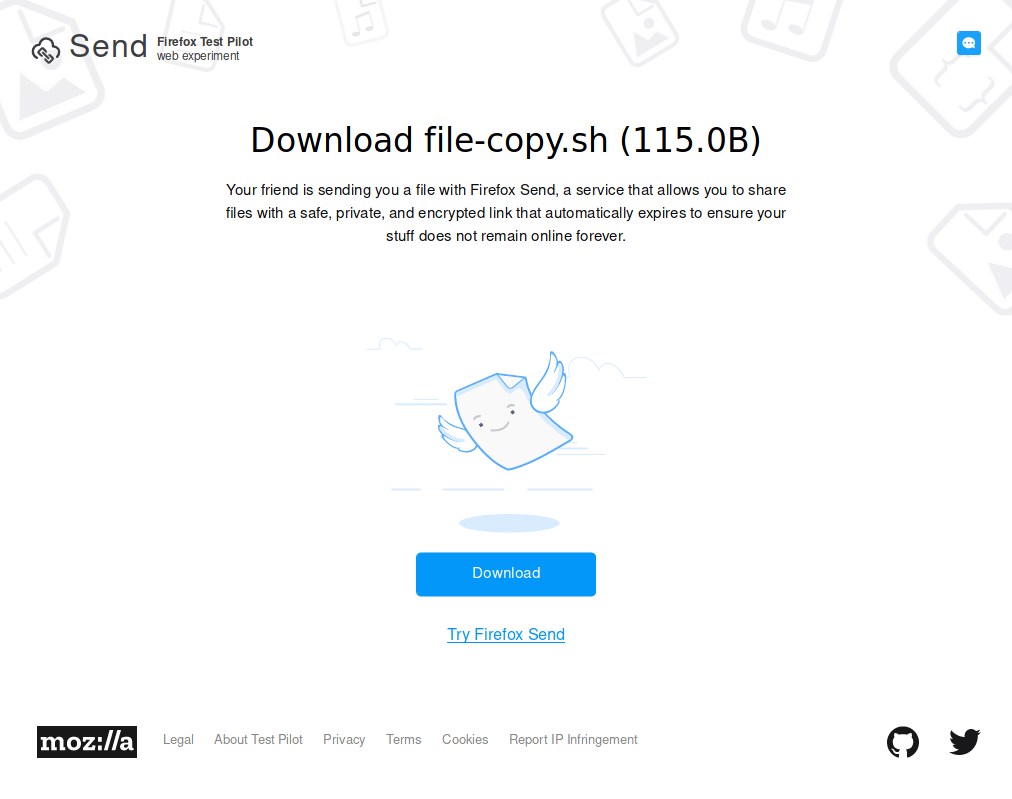 Send
Firefox Test Pilot
web experiment
Download file-copy.sh (115.0B)
Your friend is sending you a file with Firefox Send, a service that allows you to share
files with a safe, private, and encrypted link that automatically expires to ensure your
stuff does not remain online forever.
Download
Try Firefox Send
moz://a
Legal
About Test Pilot
Privacy
Terms
Cookies
Report IP Infringement